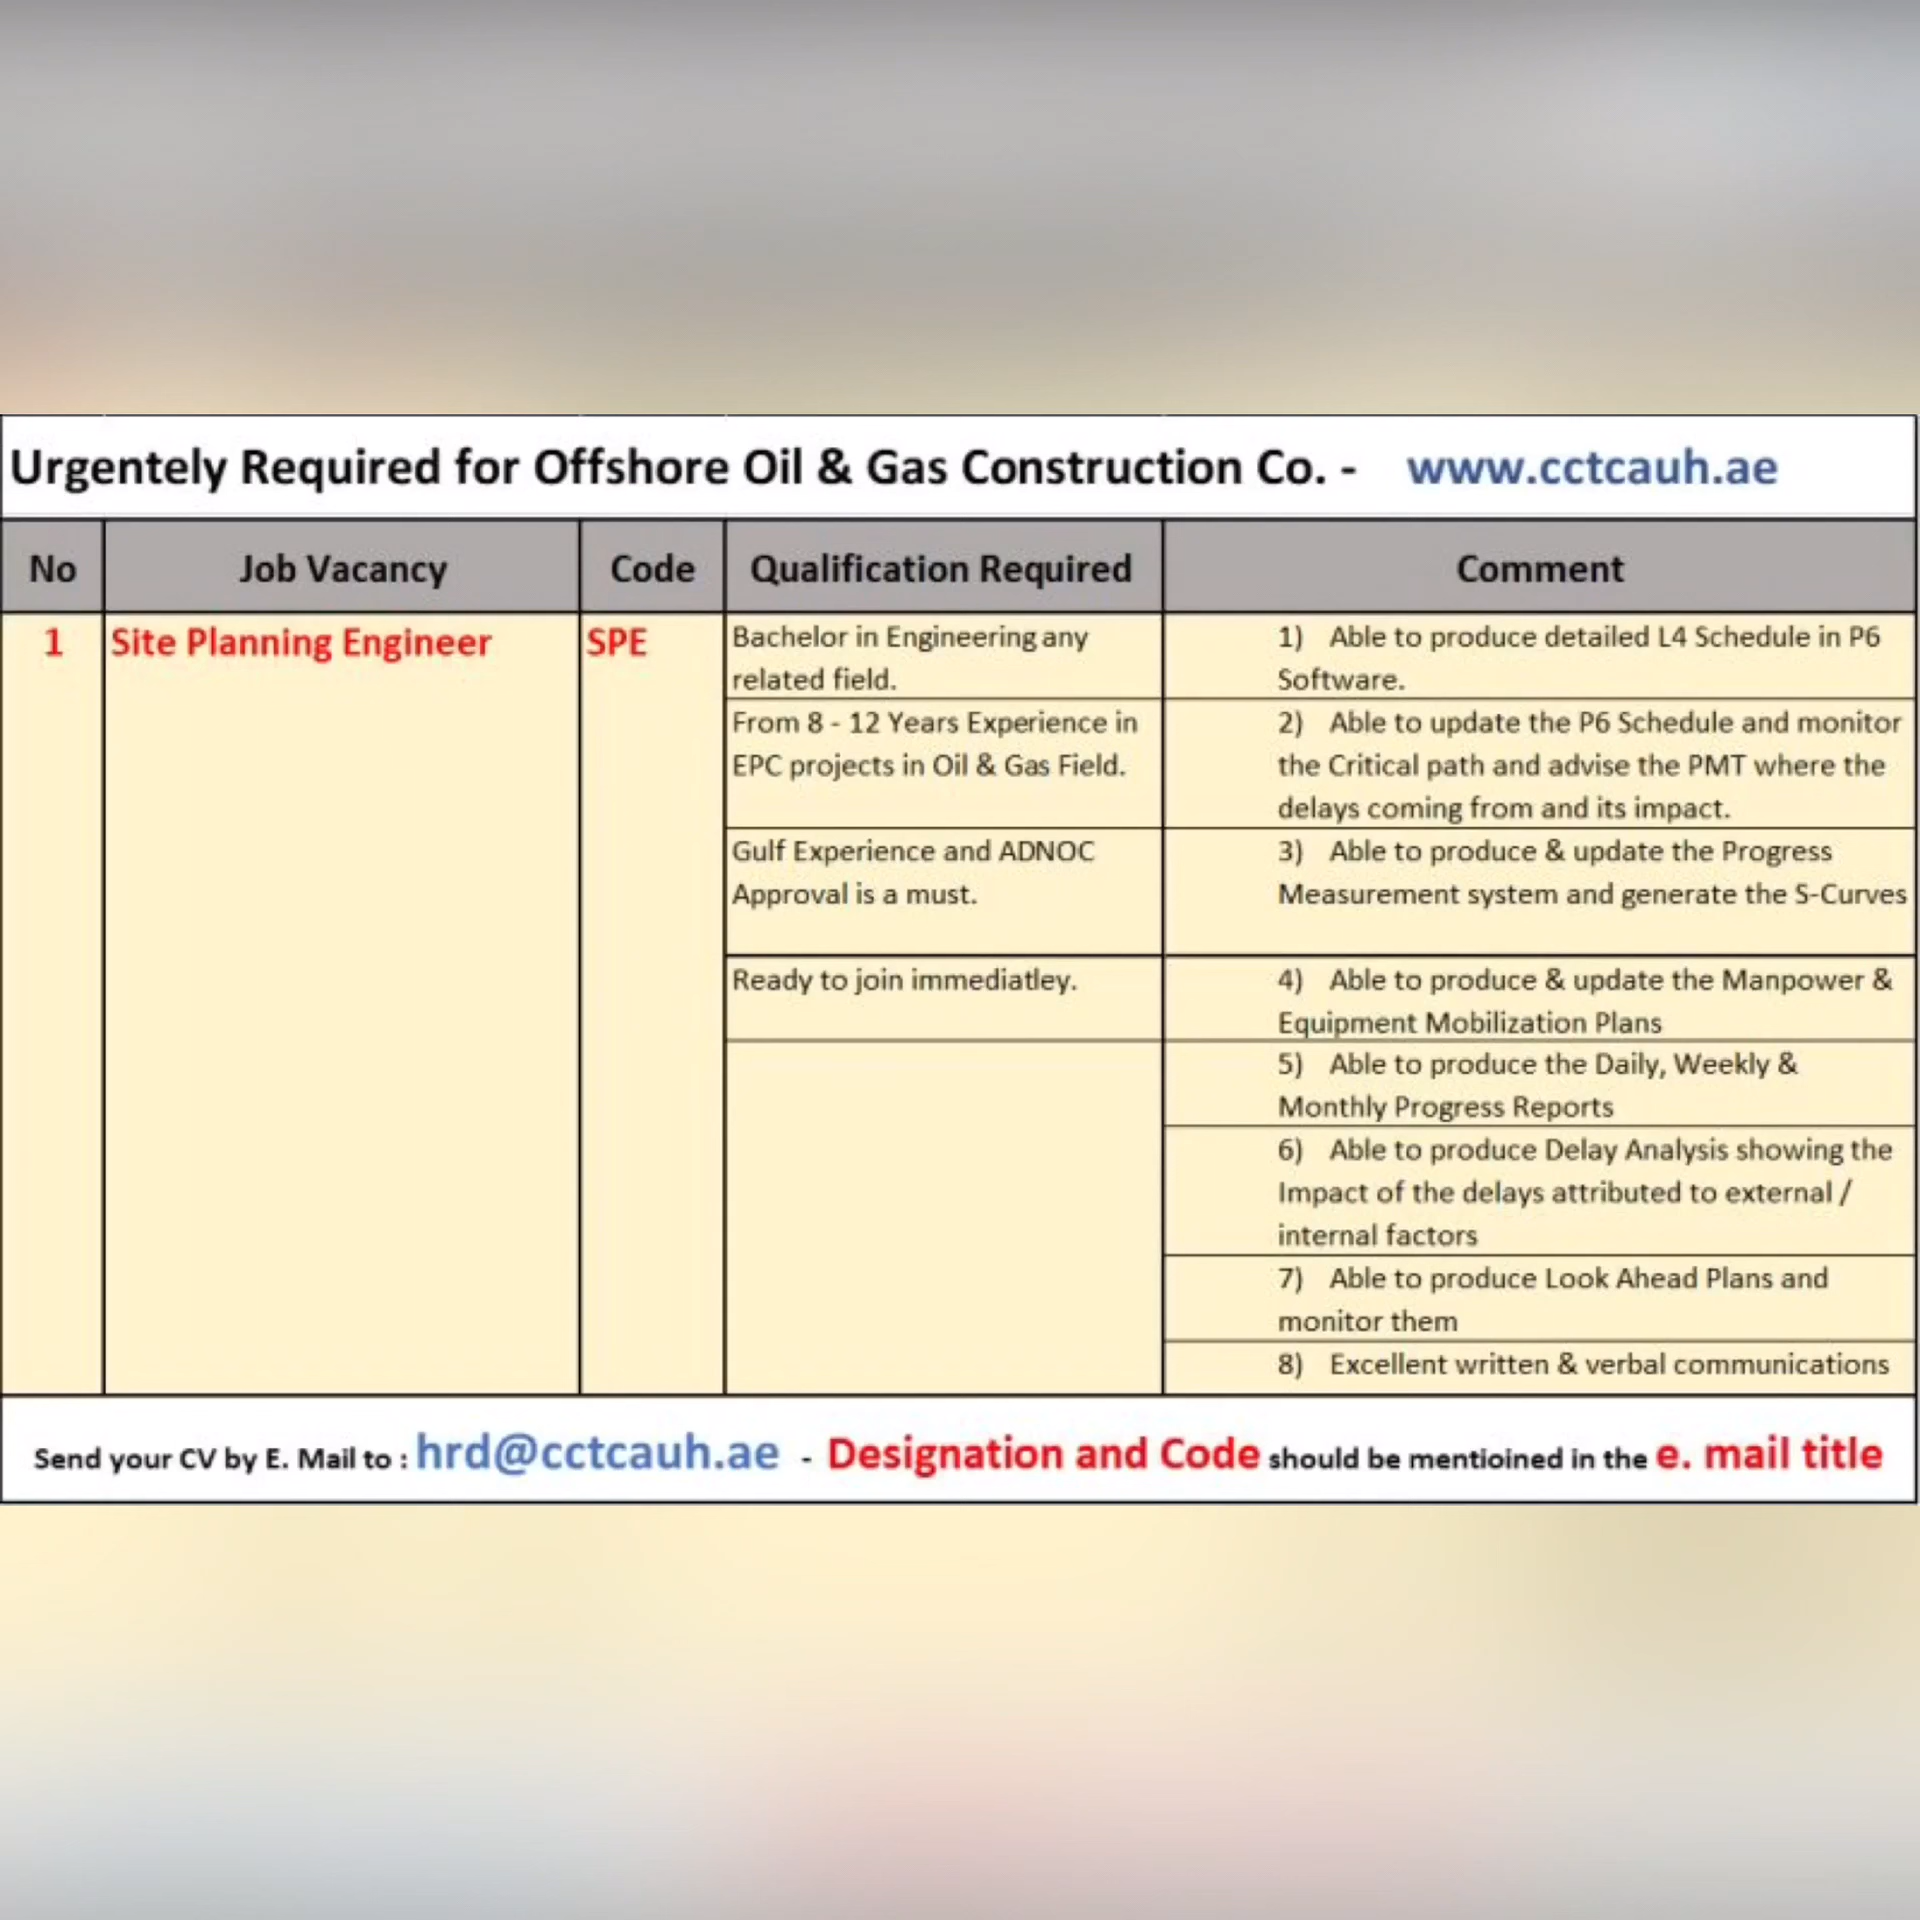 Urgentely Required for Offshore Oil & Gas Construction Co. - www.cctcauh.ae
No Job Vacancy Code Qualification Required Comment
1 Site Planning Engineer SPE
Bachelor in Engineering any
related field.
From 8 - 12 Years Experience in
EPC projects in Oil & Gas Field.
Gulf Experience and ADNOC
Approval is a must.
Ready to join immediatley.
1) Able to produce detailed L4 Schedule in P6
Software.
2) Able to update the P6 Schedule and monitor
the Critical path and advise the PMT where the
delays coming from and its impact.
3) Able to produce & update the Progress
Measurement system and generate the S-Curves
4) Able to produce & update the Manpower &
Equipment Mobilization Plans
5) Able to produce the Daily, Weekly &
Monthly Progress Reports
6) Able to produce Delay Analysis showing the
Impact of the delays attributed to external /
internal factors
7) Able to produce Look Ahead Plans and
monitor them
8) Excellent written & verbal communications
Send your CV by E. Mail to : hrd@cctcauh.ae - Designation and Code should be mentioined in the e. mail title